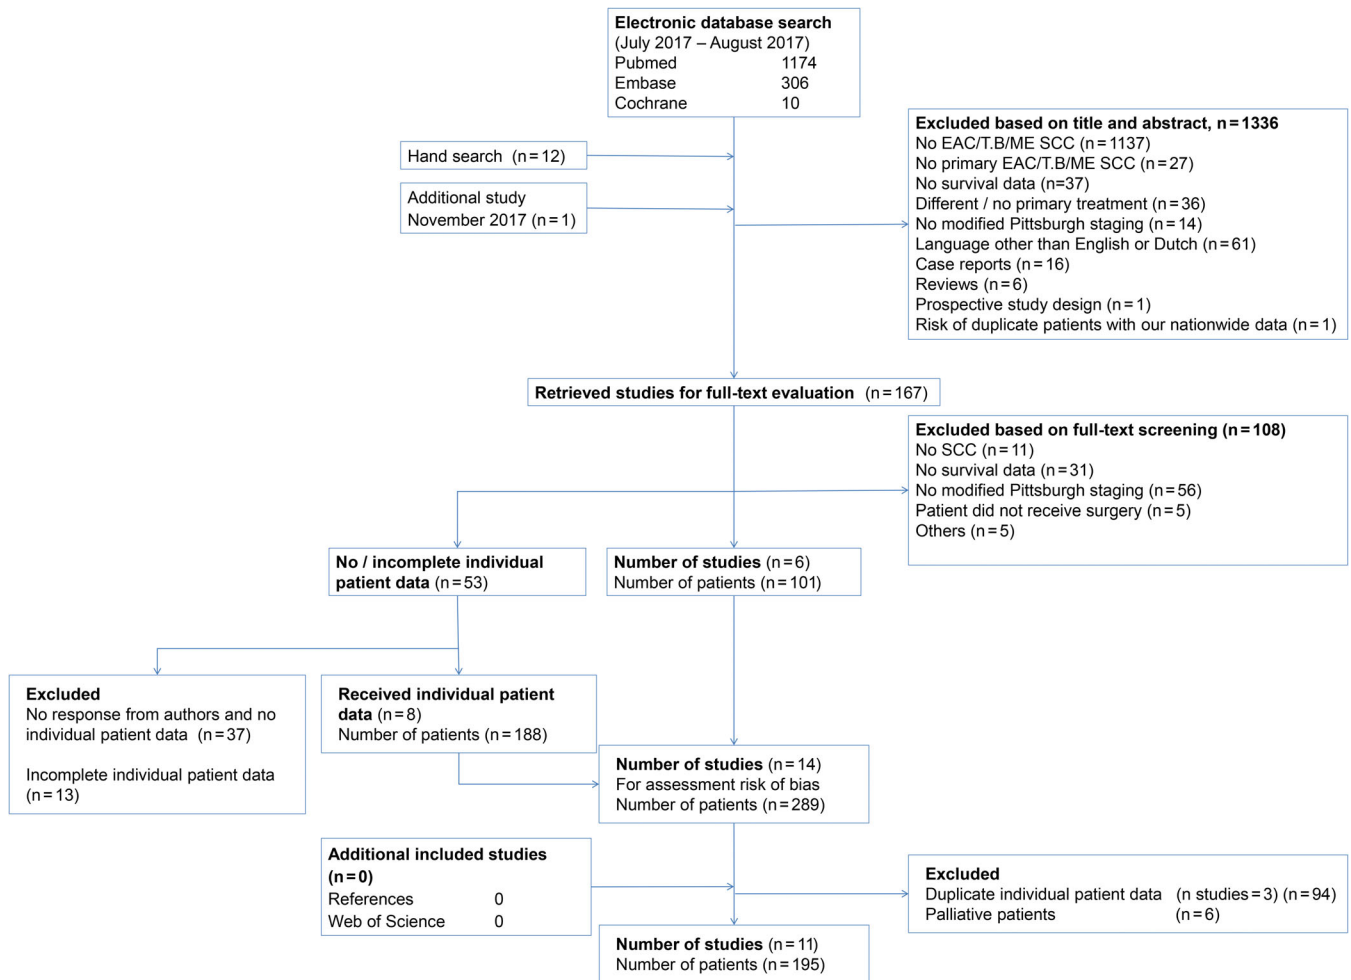 Electronic database search
(July 2017 – August 2017)
Pubmed 1174
Embase 306
Cochrane 10
Hand search (n=12)
Additional study
November 2017 (n=1)
Excluded based on title and abstract, n=1336
No EAC/T.B/ME SCC (n=1137)
No primary EAC/T.B/ME SCC (n=27)
No survival data (n=37)
Different / no primary treatment (n=36)
No modified Pittsburgh staging (n=14)
Language other than English or Dutch (n=61)
Case reports (n=16)
Reviews (n=6)
Prospective study design (n=1)
Risk of duplicate patients with our nationwide data (n=1)
Retrieved studies for full-text evaluation (n=167)
Excluded based on full-text screening (n=108)
No SCC (n=11)
No survival data (n=31)
No modified Pittsburgh staging (n=56)
Patient did not receive surgery (n=5)
Others (n=5)
No / incomplete individual
patient data (n=53)
Number of studies (n=6)
Number of patients (n=101)
Excluded
No response from authors and no
individual patient data (n=37)
Incomplete individual patient data
(n=13)
Received individual patient
data (n=8)
Number of patients (n=188)
Number of studies (n=14)
For assessment risk of bias
Number of patients (n=289)
Additional included studies
(n=0)
References 0
Web of Science 0
Excluded
Duplicate individual patient data (n studies=3) (n=94)
Palliative patients (n=6)
Number of studies (n=11)
Number of patients (n=195)